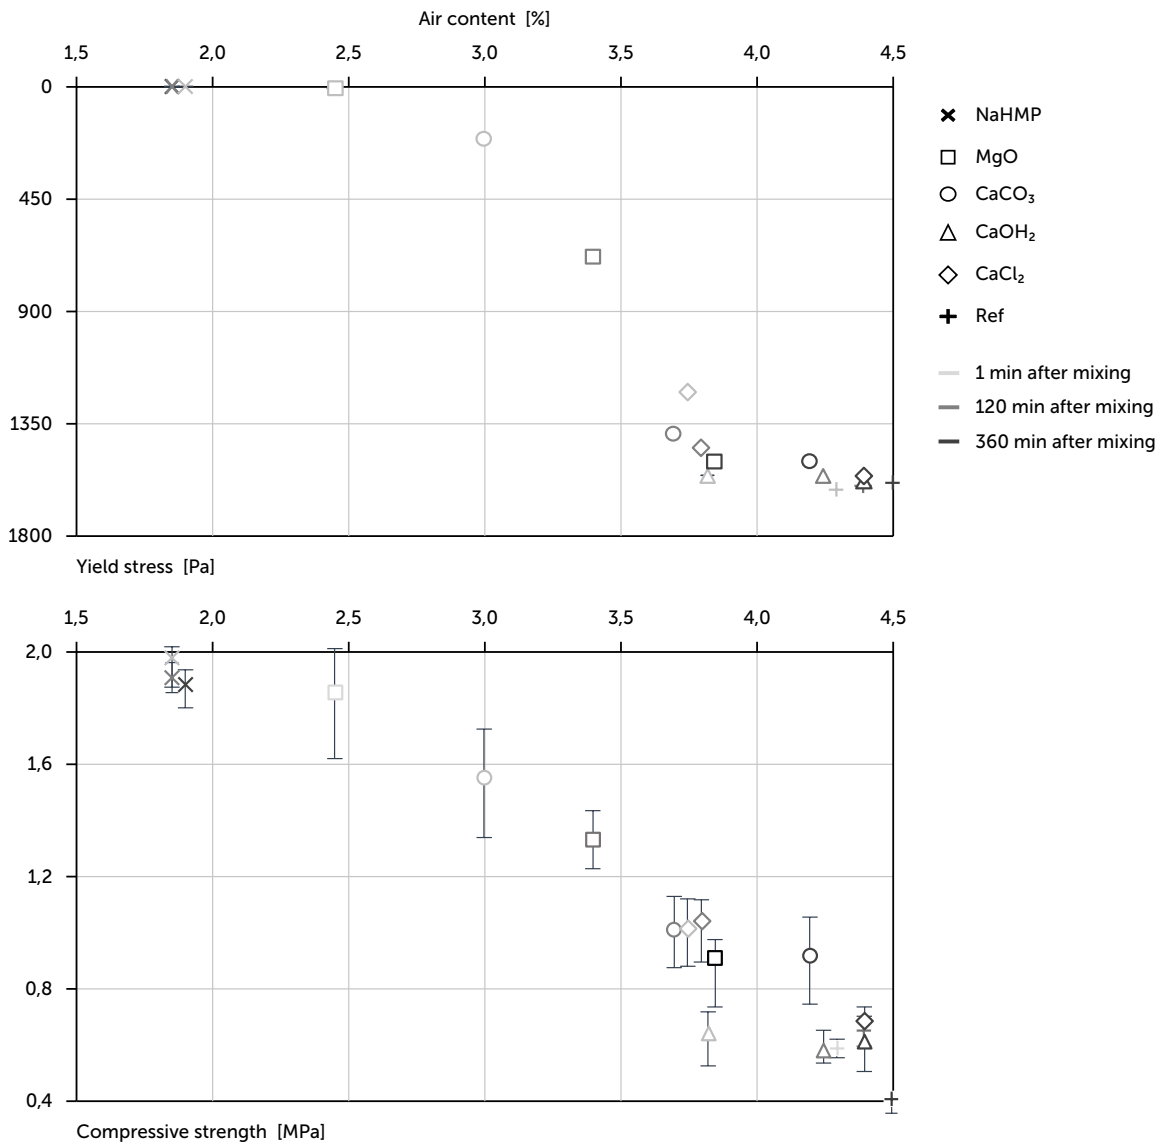 Air content [%]
1,5 2,0 2,5 3,0 3,5 4,0 4,5
0
450
900
1350
1800
Yield stress [Pa]
NaHMP
MgO
CaCO₃
CaOH₂
CaCl₂
Ref
1 min after mixing
120 min after mixing
360 min after mixing
1,5 2,0 2,5 3,0 3,5 4,0 4,5
2,0
1,6
1,2
0,8
0,4
Compressive strength [MPa]